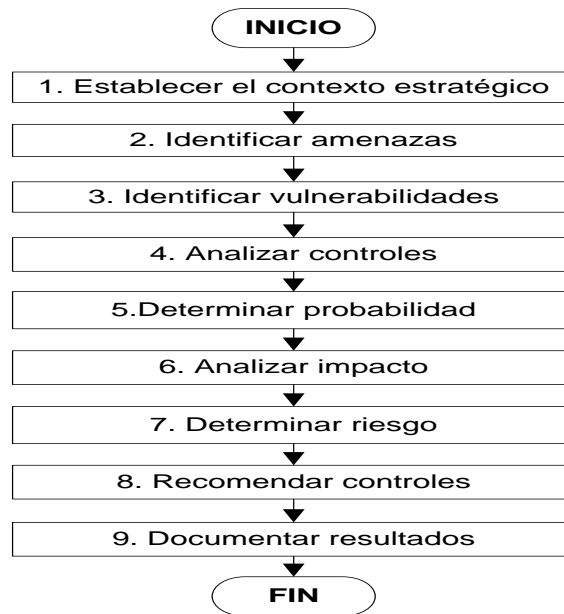 INICIO
1. Establecer el contexto estratégico
2. Identificar amenazas
3. Identificar vulnerabilidades
4. Analizar controles
5.Determinar probabilidad
6. Analizar impacto
7. Determinar riesgo
8. Recomendar controles
9. Documentar resultados
FIN